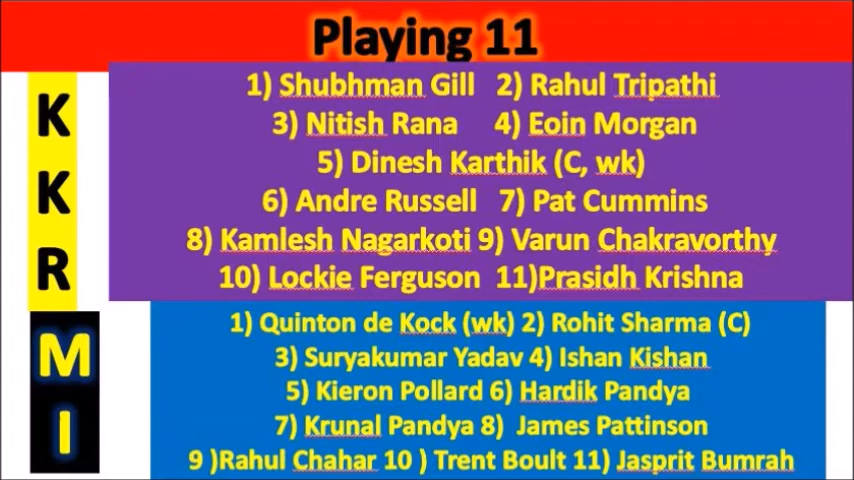 Playing 11
K
K
R
1) Shubhman Gill 2) Rahul Tripathi
3) Nitish Rana 4) Eoin Morgan
5) Dinesh Karthik (C, wk)
6) Andre Russell 7) Pat Cummins
8) Kamlesh Nagarkoti 9) Varun Chakravorthy
10) Lockie Ferguson 11)Prasidh Krishna
M
I
1) Quinton de Kock (wk) 2) Rohit Sharma (C)
3) Suryakumar Yadav 4) Ishan Kishan
5) Kieron Pollard 6) Hardik Pandya
7) Krunal Pandya 8) James Pattinson
9 )Rahul Chahar 10 ) Trent Boult 11) Jasprit Bumrah